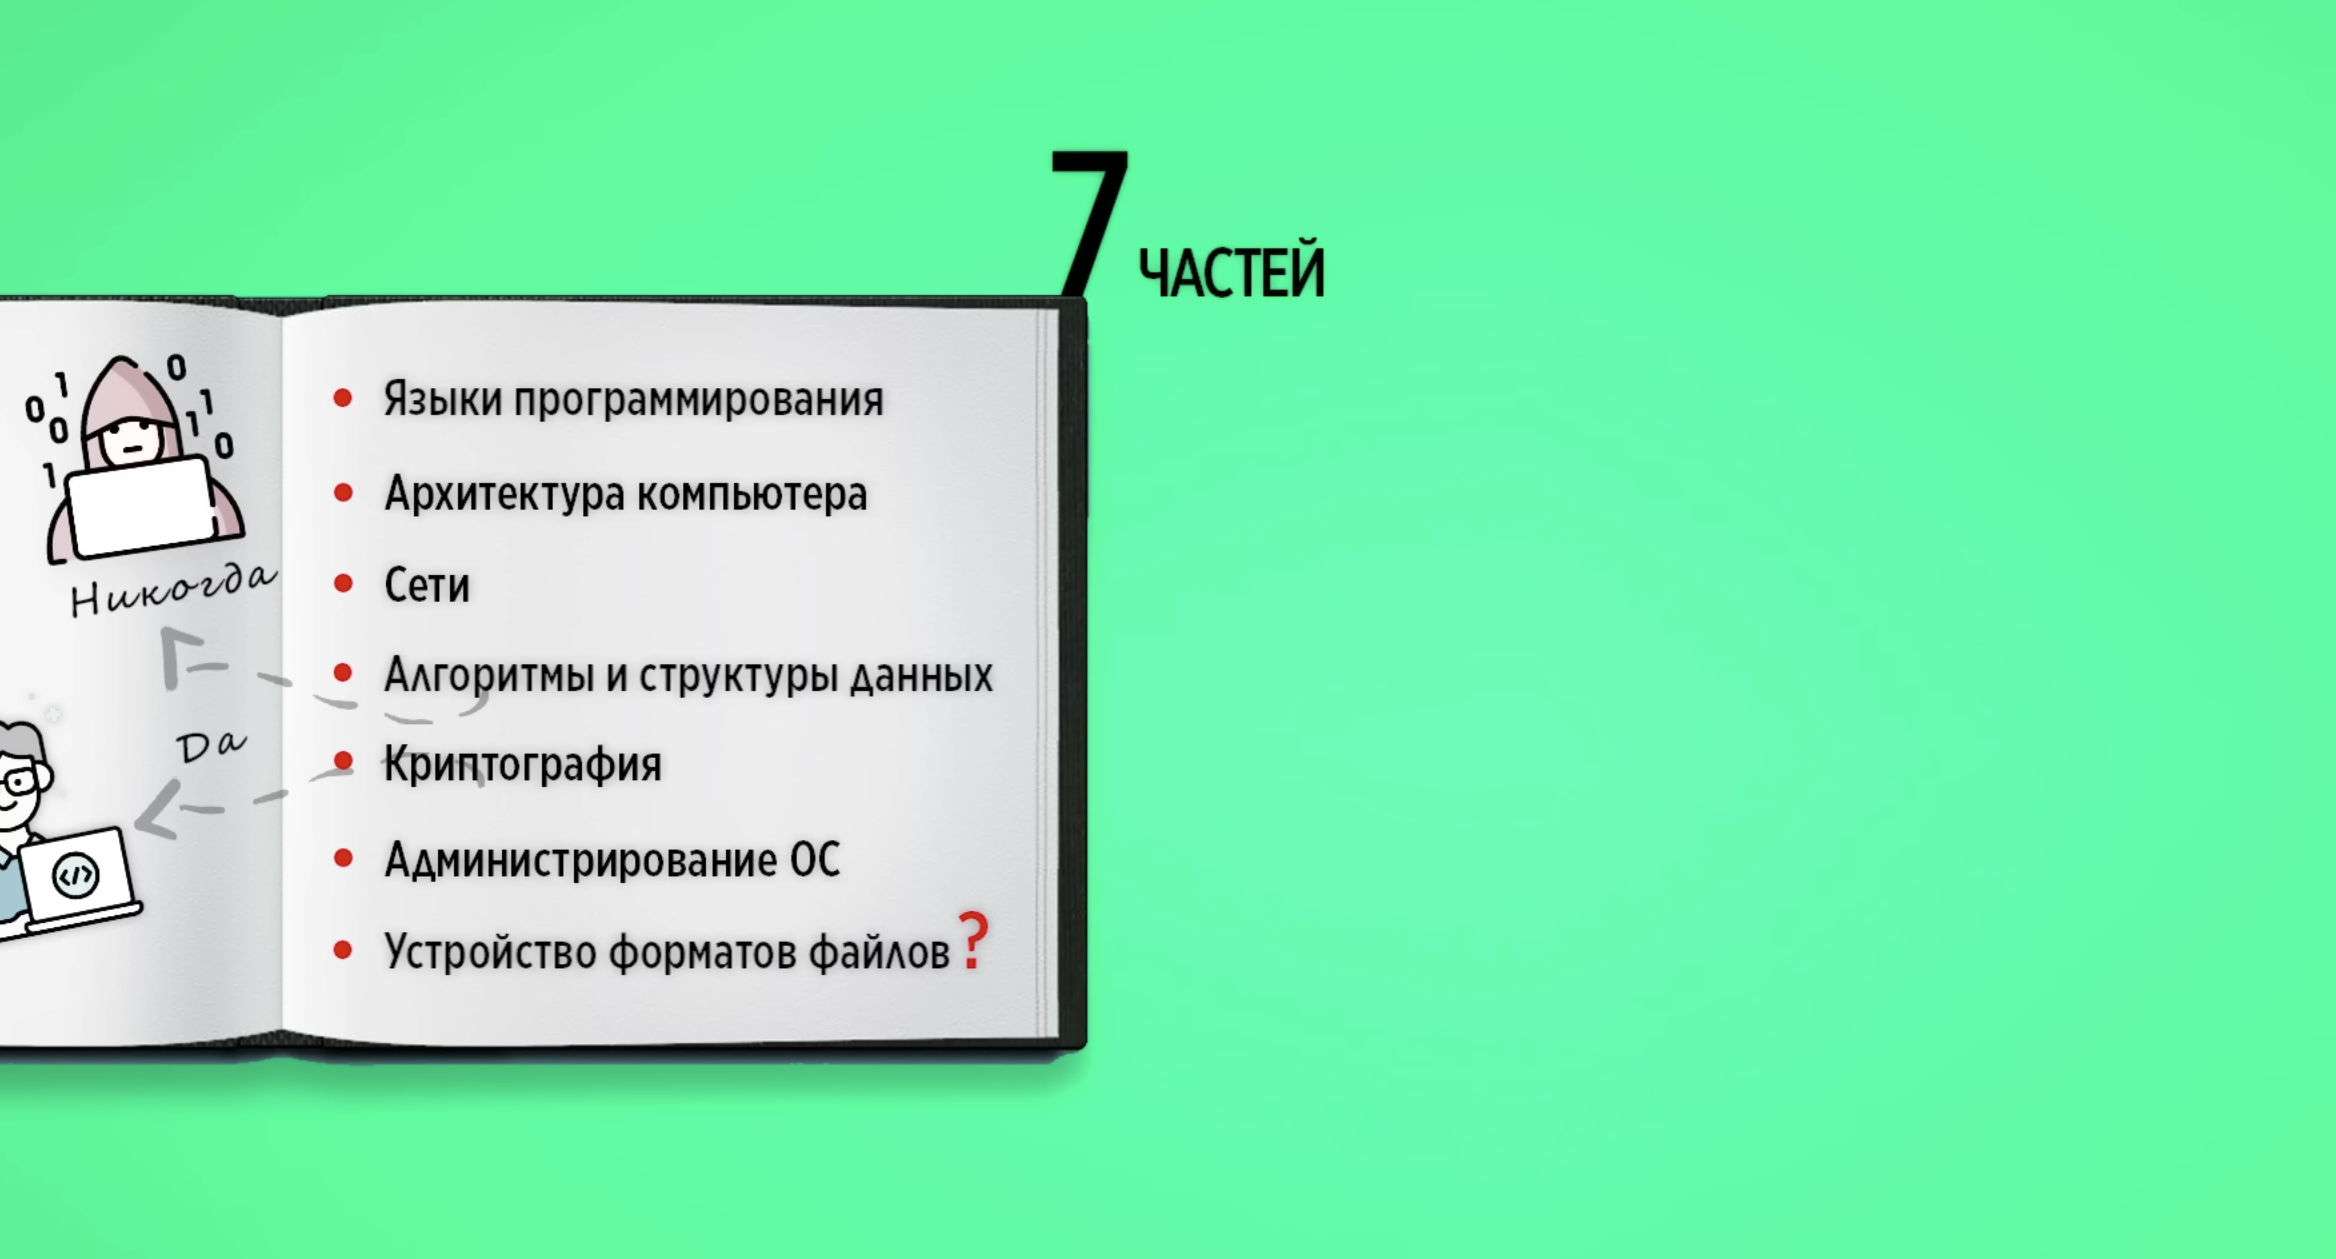 7 ЧАСТЕЙ
0 1 0 1
0 1 0
1
Никогда
Да
</>
Языки программирования
Архитектура компьютера
Сети
Алгоритмы и структуры данных
Криптография
Администрирование ОС
Устройство форматов файлов?